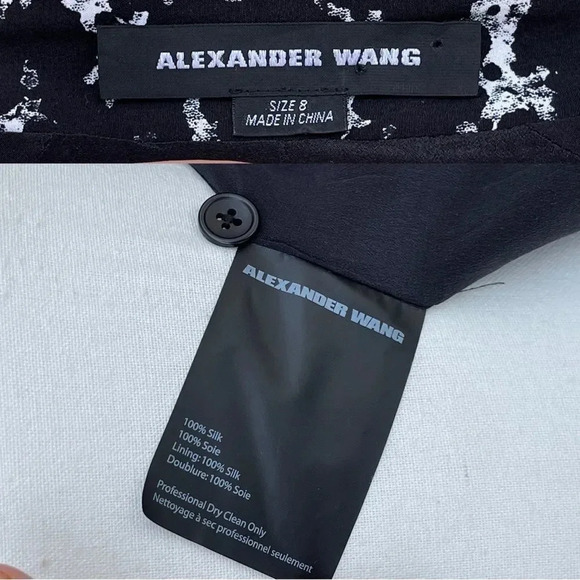 ALEXANDER WANG
SIZE 8
MADE IN CHINA
ALEXANDER WANG
100% Silk
100% Soie
Lining: 100% Silk
Doublure: 100% Soie
Professional Dry Clean Only
Nettoyage à sec professionnel seulement